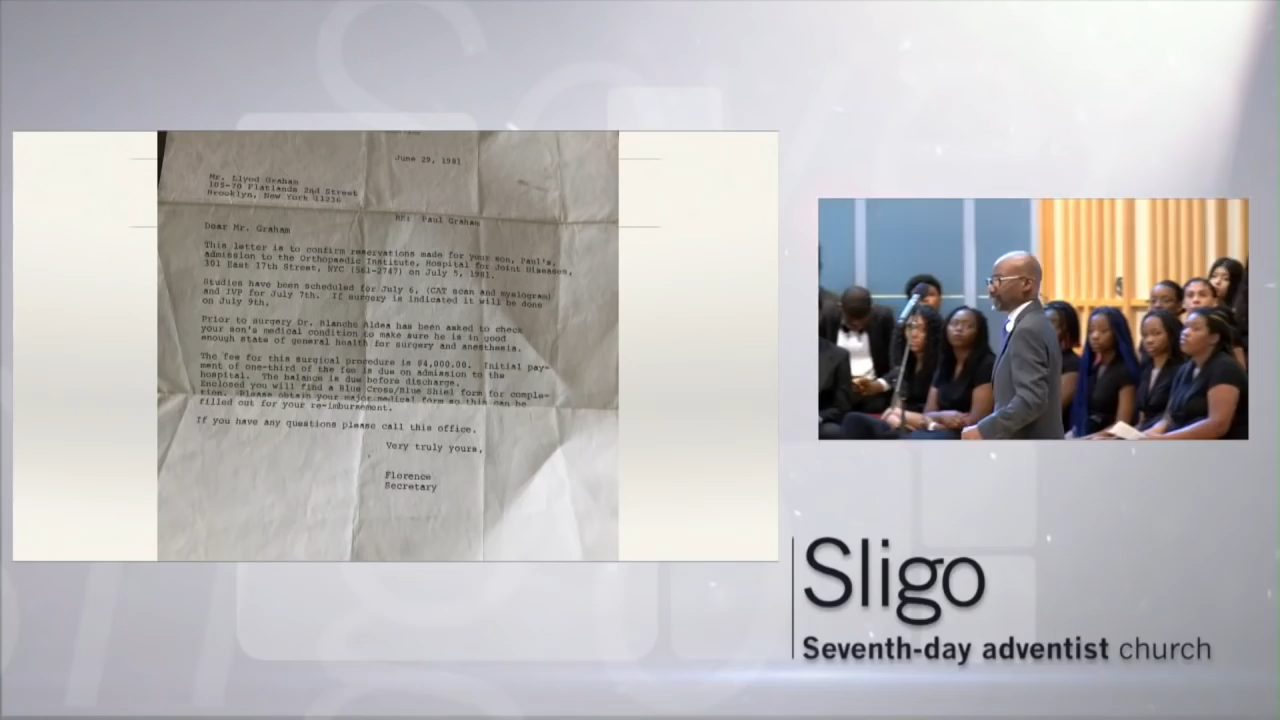 June 29, 1981
Mr. Llyod Graham
105-70 Flatlands 2nd Street
Brooklyn, New York 11236
Re: Paul Graham
Dear Mr. Graham
This letter is to confirm reservations made for your son, Paul's,
admission to the Orthopaedic Institute, Hospital for Joint Diseases,
301 East 17th Street, NYC (561-2747) on July 5, 1981.
Studies have been scheduled for July 6, (CAT scan and myelogram)
and IVP for July 7th. If surgery is indicated it will be done
on July 9th.
Prior to surgery Dr. Blanche Aldea has been asked to check
your son's medical condition to make sure he is in good
enough state of general health for surgery and anesthesia.
The fee for this surgical procedure is $4,000.00. Initial pay-
ment of one-third of the fee is due on admission to the
hospital. The balance is due before discharge.
Enclosed you will find a Blue Cross/Blue Shiel form for comple-
tion. Please obtain your major medical form so this can be
filled out for your re-imbursement.
If you have any questions please call this office.
Very truly yours,
Florence
Secretary
Sligo
Seventh-day adventist church